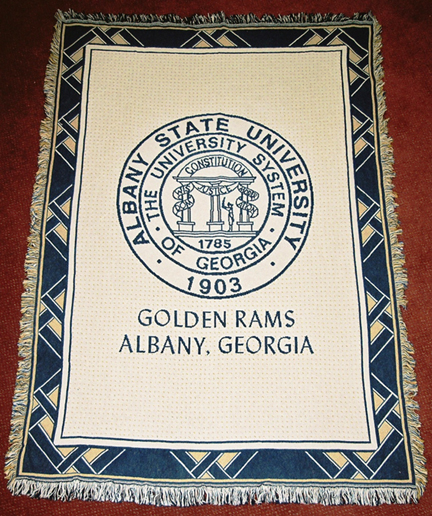 ALBANY STATE UNIVERSITY
THE UNIVERSITY SYSTEM
OF GEORGIA
CONSTITUTION
1785
1903
GOLDEN RAMS
ALBANY, GEORGIA